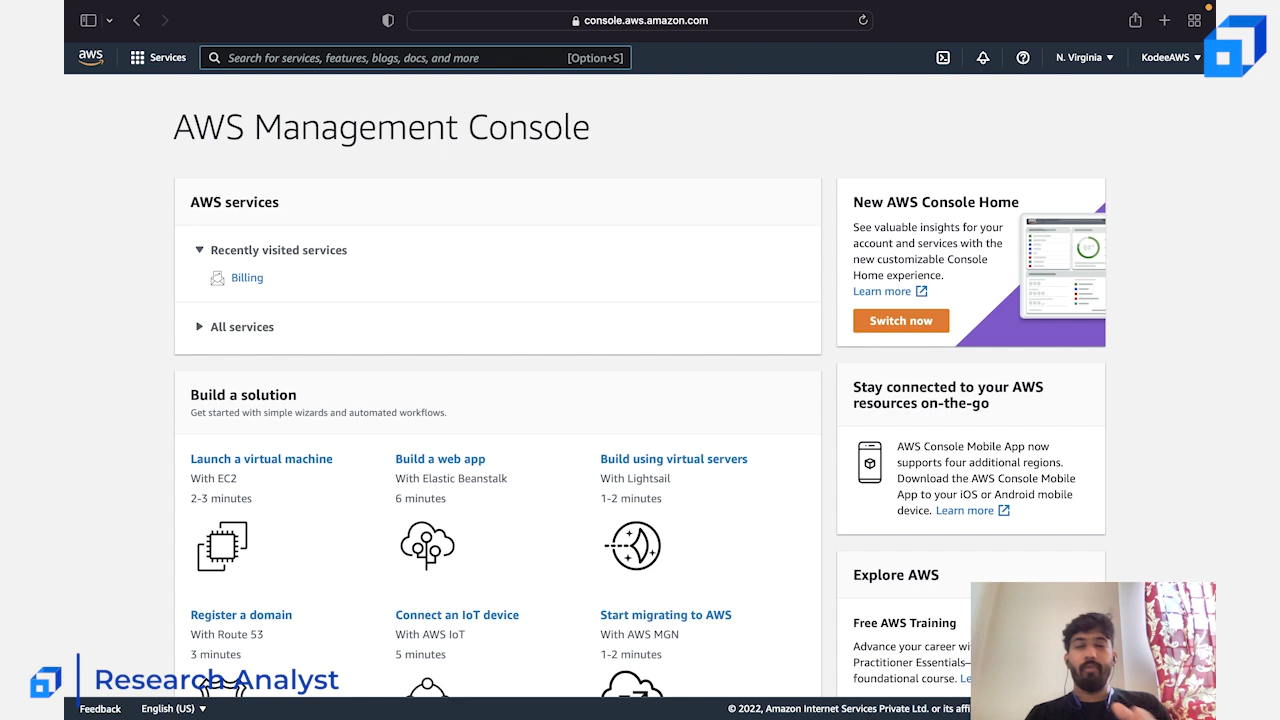 console.aws.amazon.com
aws
Services
Search for services, features, blogs, docs, and more
[Option+S]
N. Virginia
KodeeAWS
AWS Management Console
AWS services
Recently visited services
Billing
All services
New AWS Console Home
See valuable insights for your
account and services with the
new customizable Console
Home experience.
Learn more
Switch now
Build a solution
Get started with simple wizards and automated workflows.
Launch a virtual machine
With EC2
2-3 minutes
Build a web app
With Elastic Beanstalk
6 minutes
Build using virtual servers
With Lightsail
1-2 minutes
Register a domain
With Route 53
3 minutes
Connect an IoT device
With AWS IoT
5 minutes
Start migrating to AWS
With AWS MGN
1-2 minutes
Stay connected to your AWS
resources on-the-go
AWS Console Mobile App now
supports four additional regions.
Download the AWS Console Mobile
App to your iOS or Android mobile
device. Learn more
Explore AWS
Free AWS Training
Advance your career
Practitioner Essentials—
foundational course.
Research Analyst
Feedback
English (US)
© 2022, Amazon Internet Services Private Ltd. or its